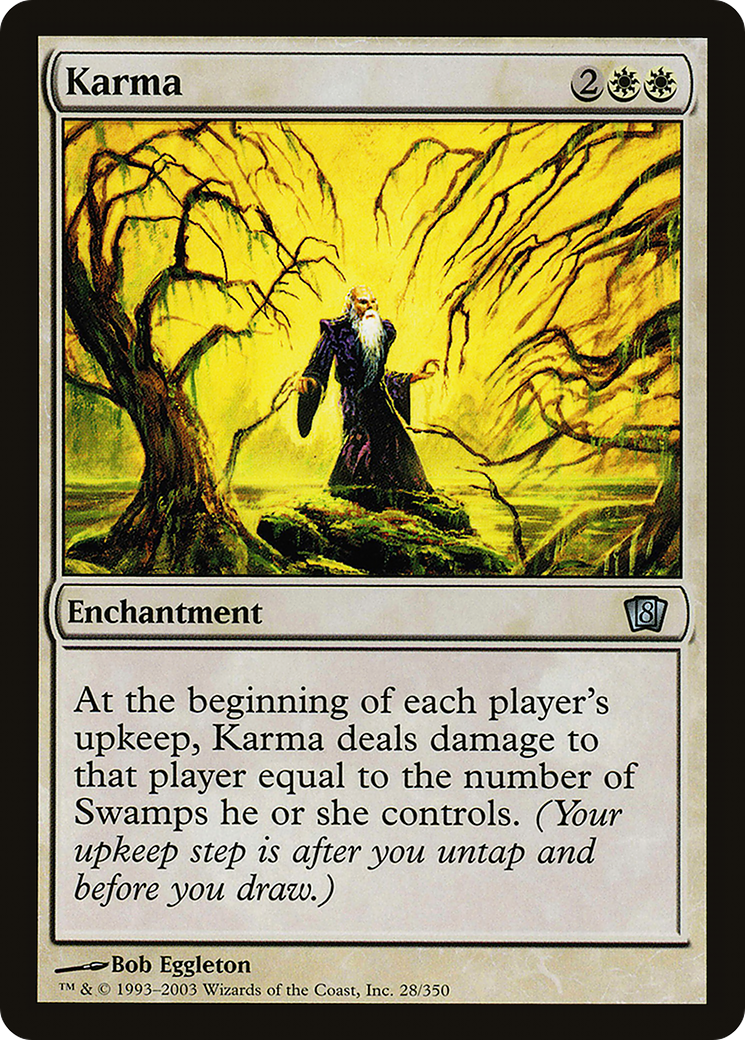 Karma 2
Enchantment 8
At the beginning of each player's
upkeep, Karma deals damage to
that player equal to the number of
Swamps he or she controls. (Your
upkeep step is after you untap and
before you draw.)
Bob Eggleton
™ & © 1993–2003 Wizards of the Coast, Inc. 28/350